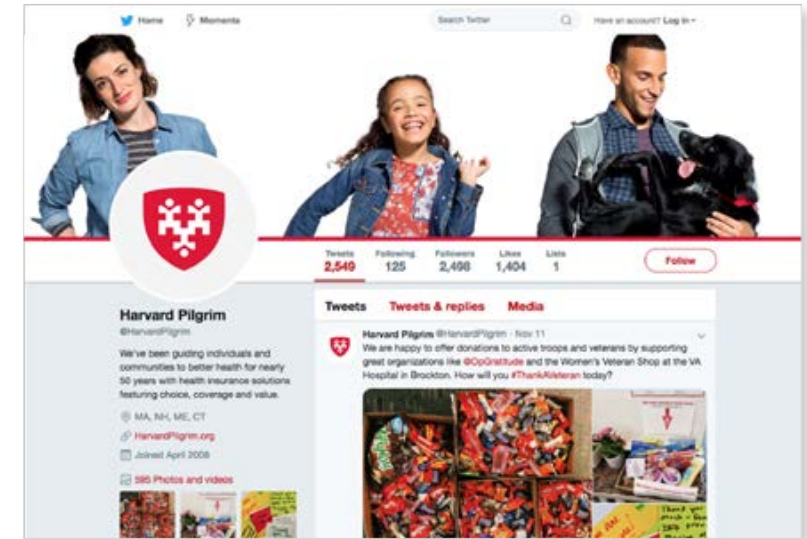 Home
Moments
Search Twitter
Have an account? Log in
Tweets
2,549
Following
125
Followers
2,498
Likes
1,404
Lists
1
Follow
Harvard Pilgrim
@HarvardPilgrim
We've been guiding individuals and
communities to better health for nearly
50 years with health insurance solutions
featuring choice, coverage and value.
MA, NH, ME, CT
HarvardPilgrim.org
Joined April 2008
595 Photos and videos
Tweets Tweets & replies Media
Harvard Pilgrim @HarvardPilgrim · Nov 11
We are happy to offer donations to active troops and veterans by supporting
great organizations like @OpGratitude and the Women's Veteran Shop at the VA
Hospital in Brockton. How will you #ThankAVeteran today?